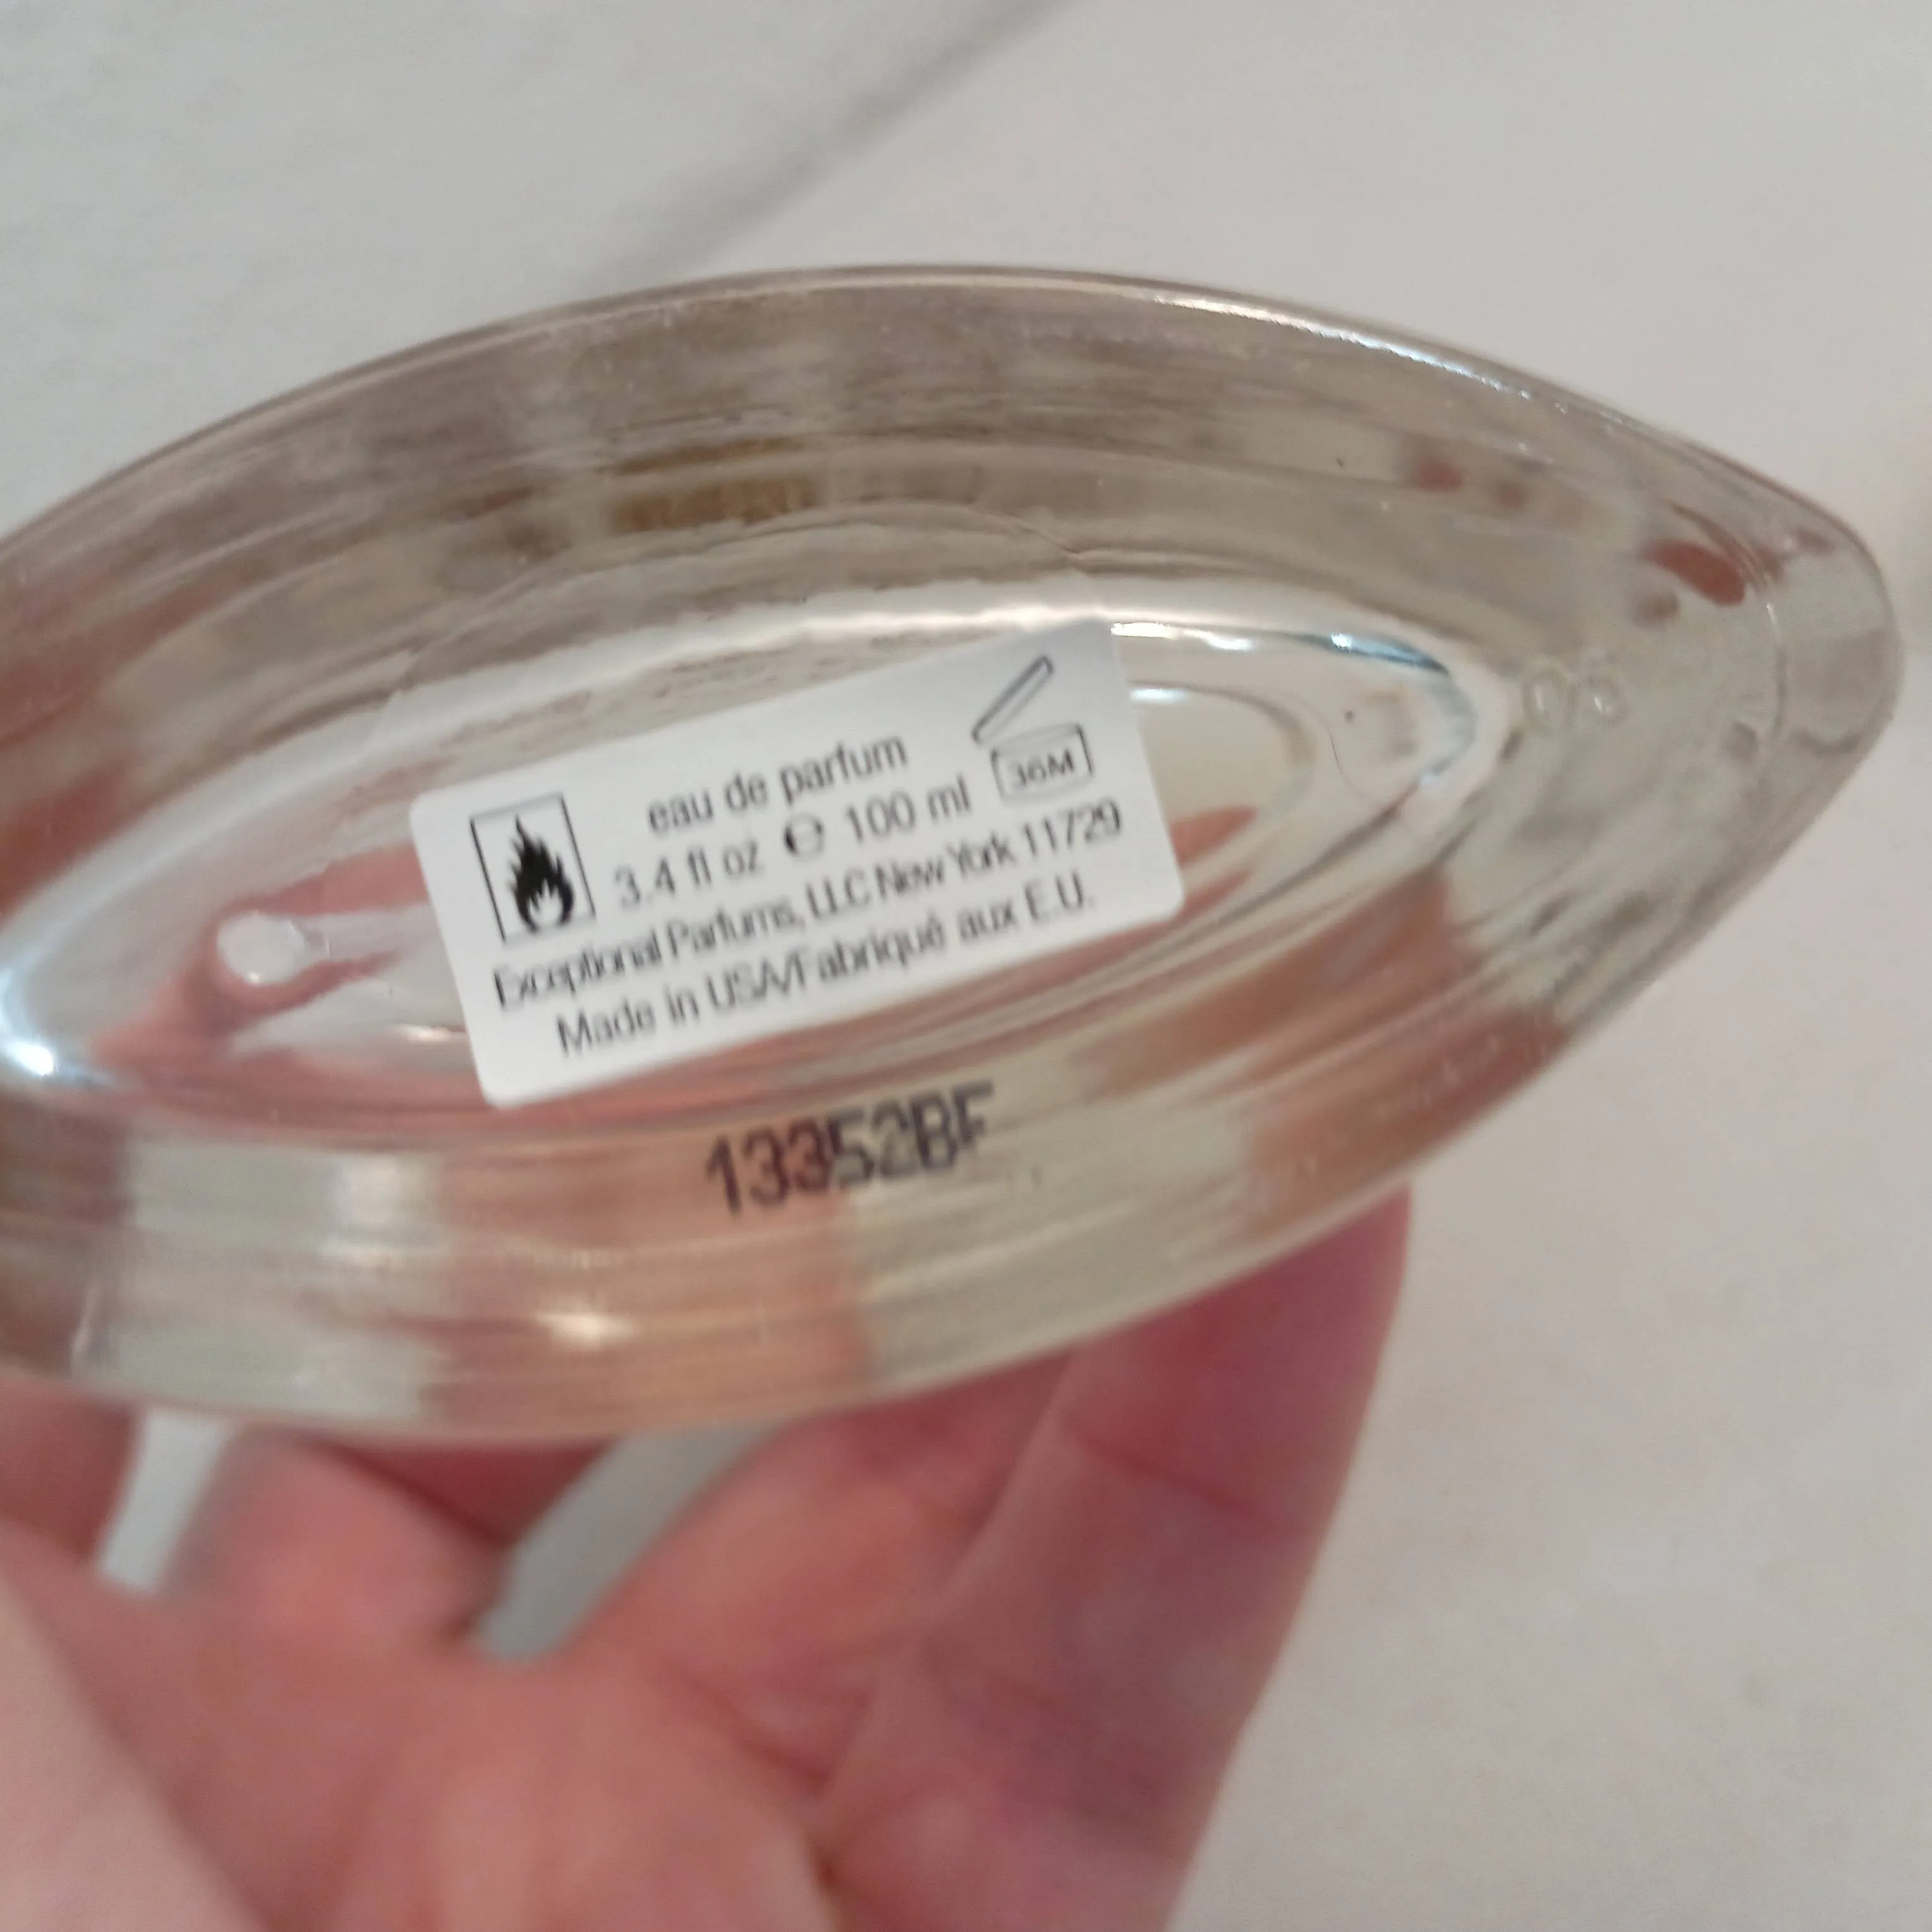 eau de parfum
3.4 fl oz ℮ 100 ml
36M
Exceptional Parfums, LLC New York 11729
Made in USA/Fabriqué aux E.U.
13352BF